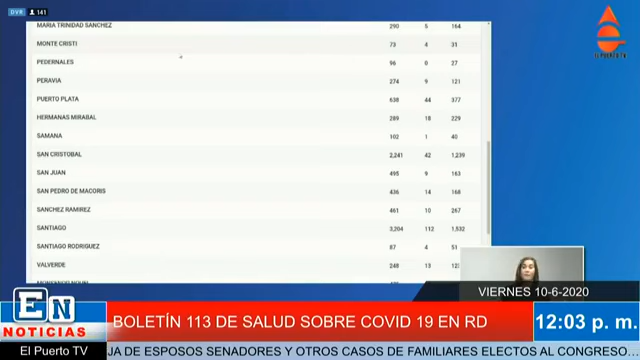 DVR 141
MARIA TRINIDAD SANCHEZ 290 5 164
MONTE CRISTI 73 4 31
PEDERNALES 96 0 27
PERAVIA 274 9 121
PUERTO PLATA 638 44 377
HERMANAS MIRABAL 289 18 229
SAMANA 102 1 40
SAN CRISTOBAL 2,241 42 1,239
SAN JUAN 495 9 163
SAN PEDRO DE MACORIS 436 14 168
SANCHEZ RAMIREZ 461 10 267
SANTIAGO 3,204 112 1,532
SANTIAGO RODRIGUEZ 87 4 51
VALVERDE 248 13
EL PUERTO TV
VIERNES 10-6-2020
EN
NOTICIAS
BOLETÍN 113 DE SALUD SOBRE COVID 19 EN RD
12:03 p. m.
El Puerto TV
JA DE ESPOSOS SENADORES Y OTROS CASOS DE FAMILIARES ELECTOS AL CONGRESO